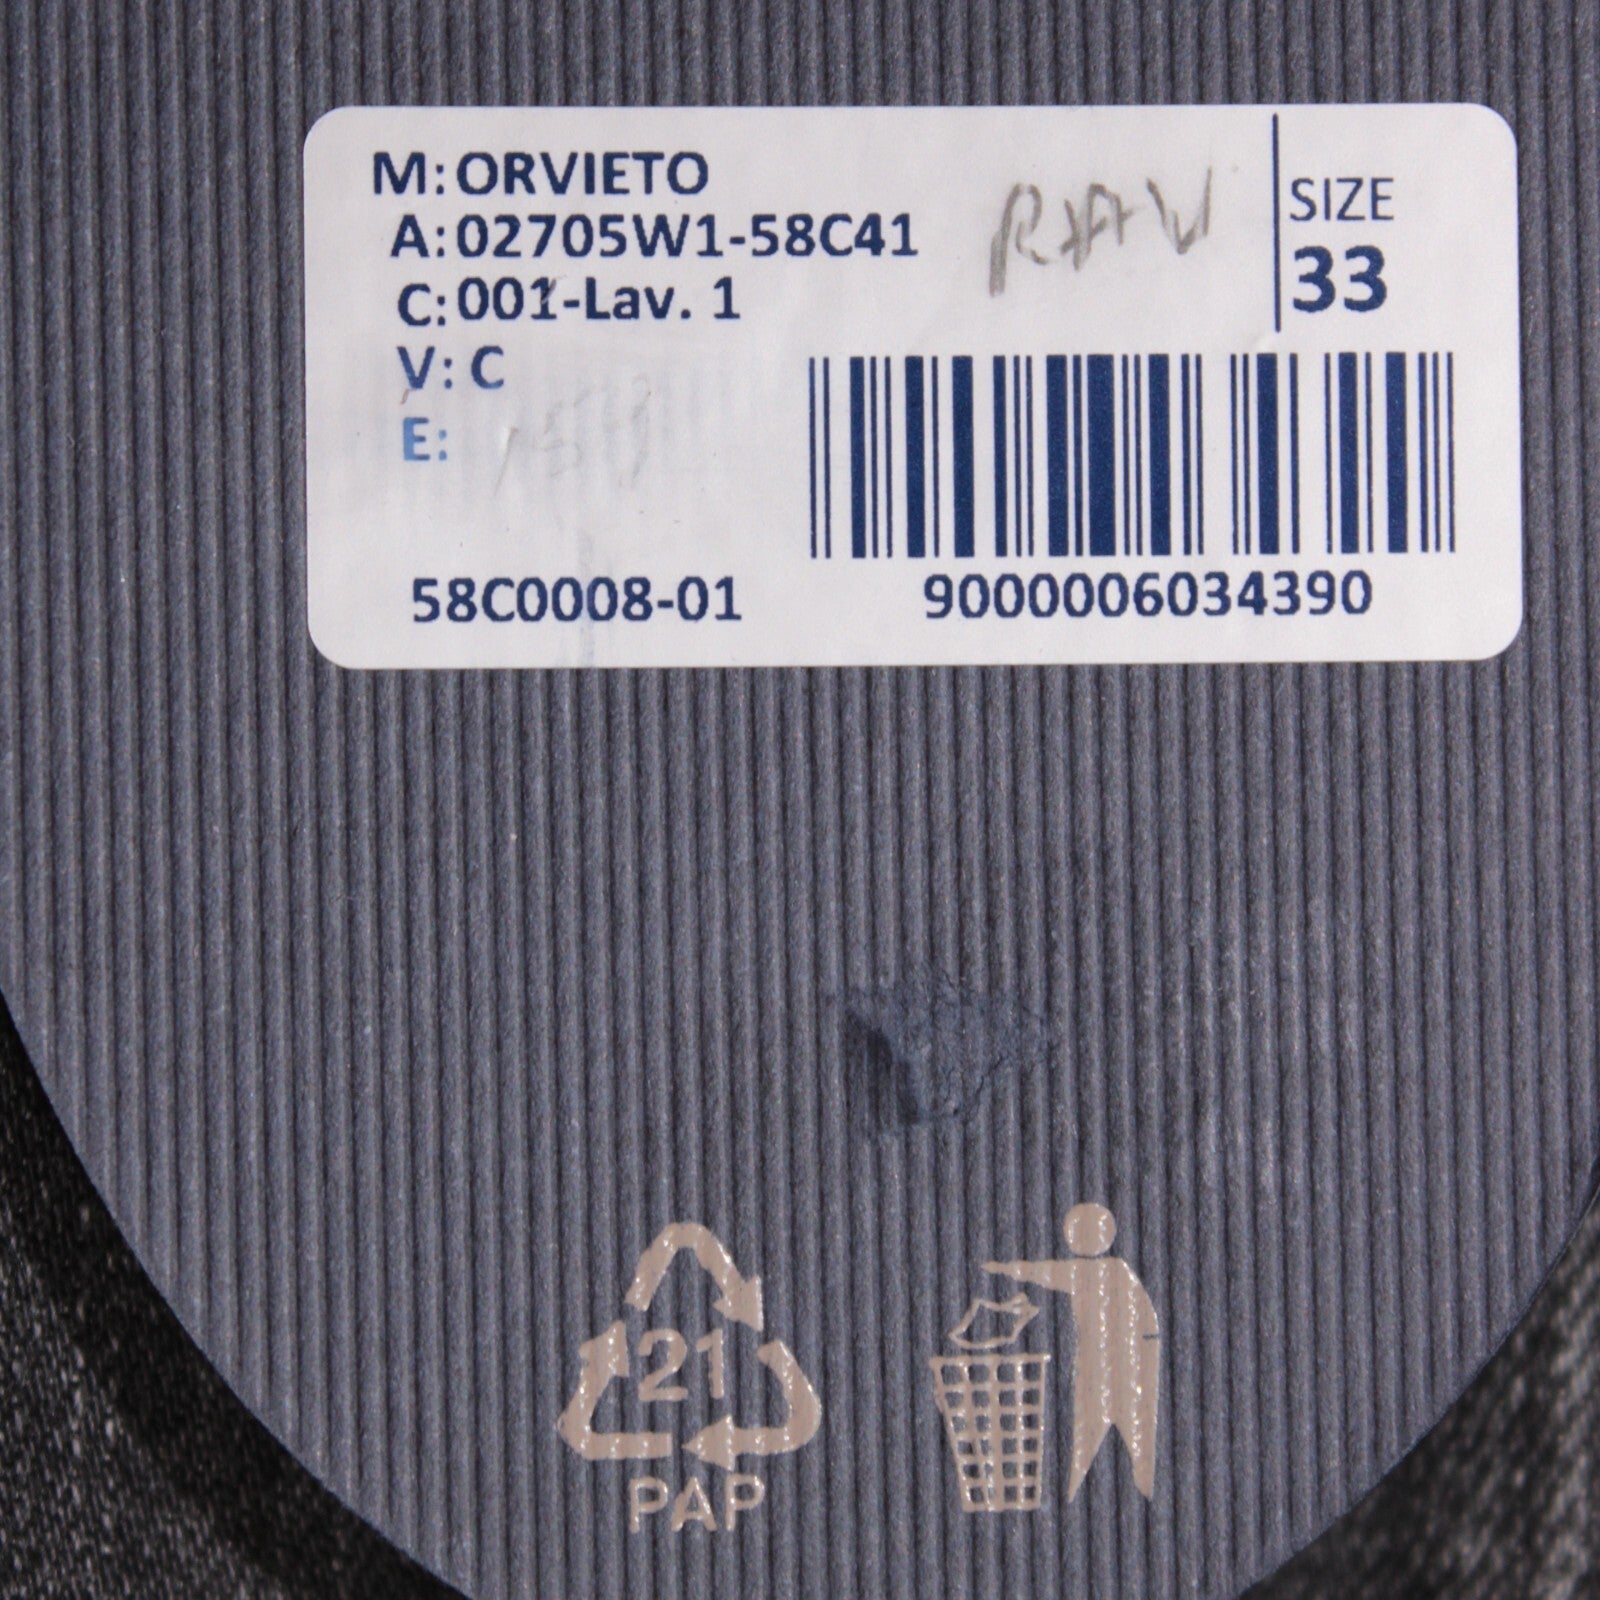 M: ORVIETO
A: 02705W1-58C41
C: 001-Lav. 1
V: C
E:
RAW
SIZE
33
58C0008-01
9000006034390
21
PAP